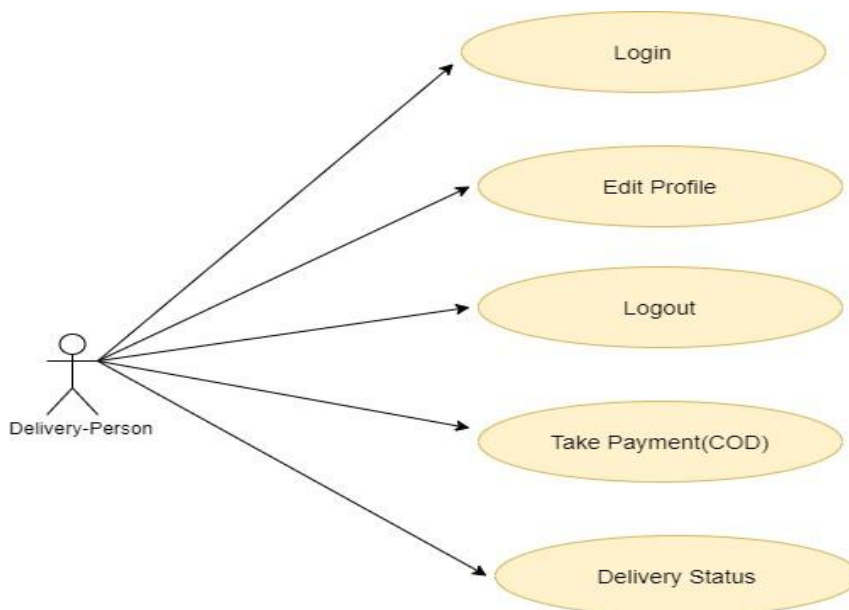 Login
Edit Profile
Logout
Delivery-Person
Take Payment(COD)
Delivery Status